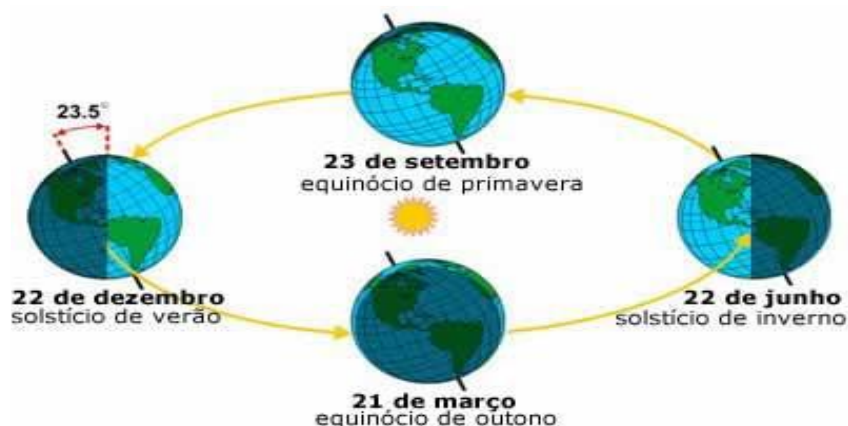 23.5°
23 de setembro
equinócio de primavera
22 de dezembro
solstício de verão
22 de junho
solstício de inverno
21 de março
equinócio de outono